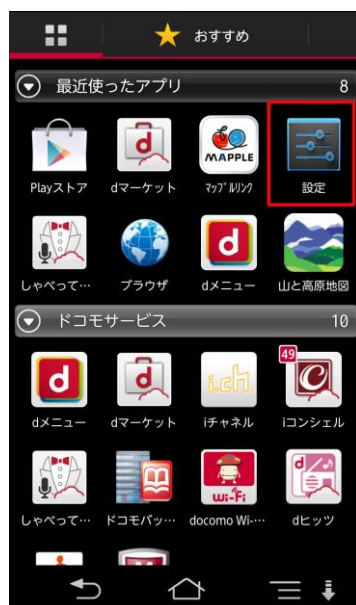 おすすめ
最近使ったアプリ 8
d
MAPPLE
Playストア dマーケット マップルリンク 設定
d
しゃべって… ブラウザ dメニュー 山と高原地図
ドコモサービス 10
d d i.ch 49 C
dメニュー dマーケット iチャネル iコンシェル
Wi-Fi d
しゃべって… ドコモバッ… docomo Wi-… dヒッツ